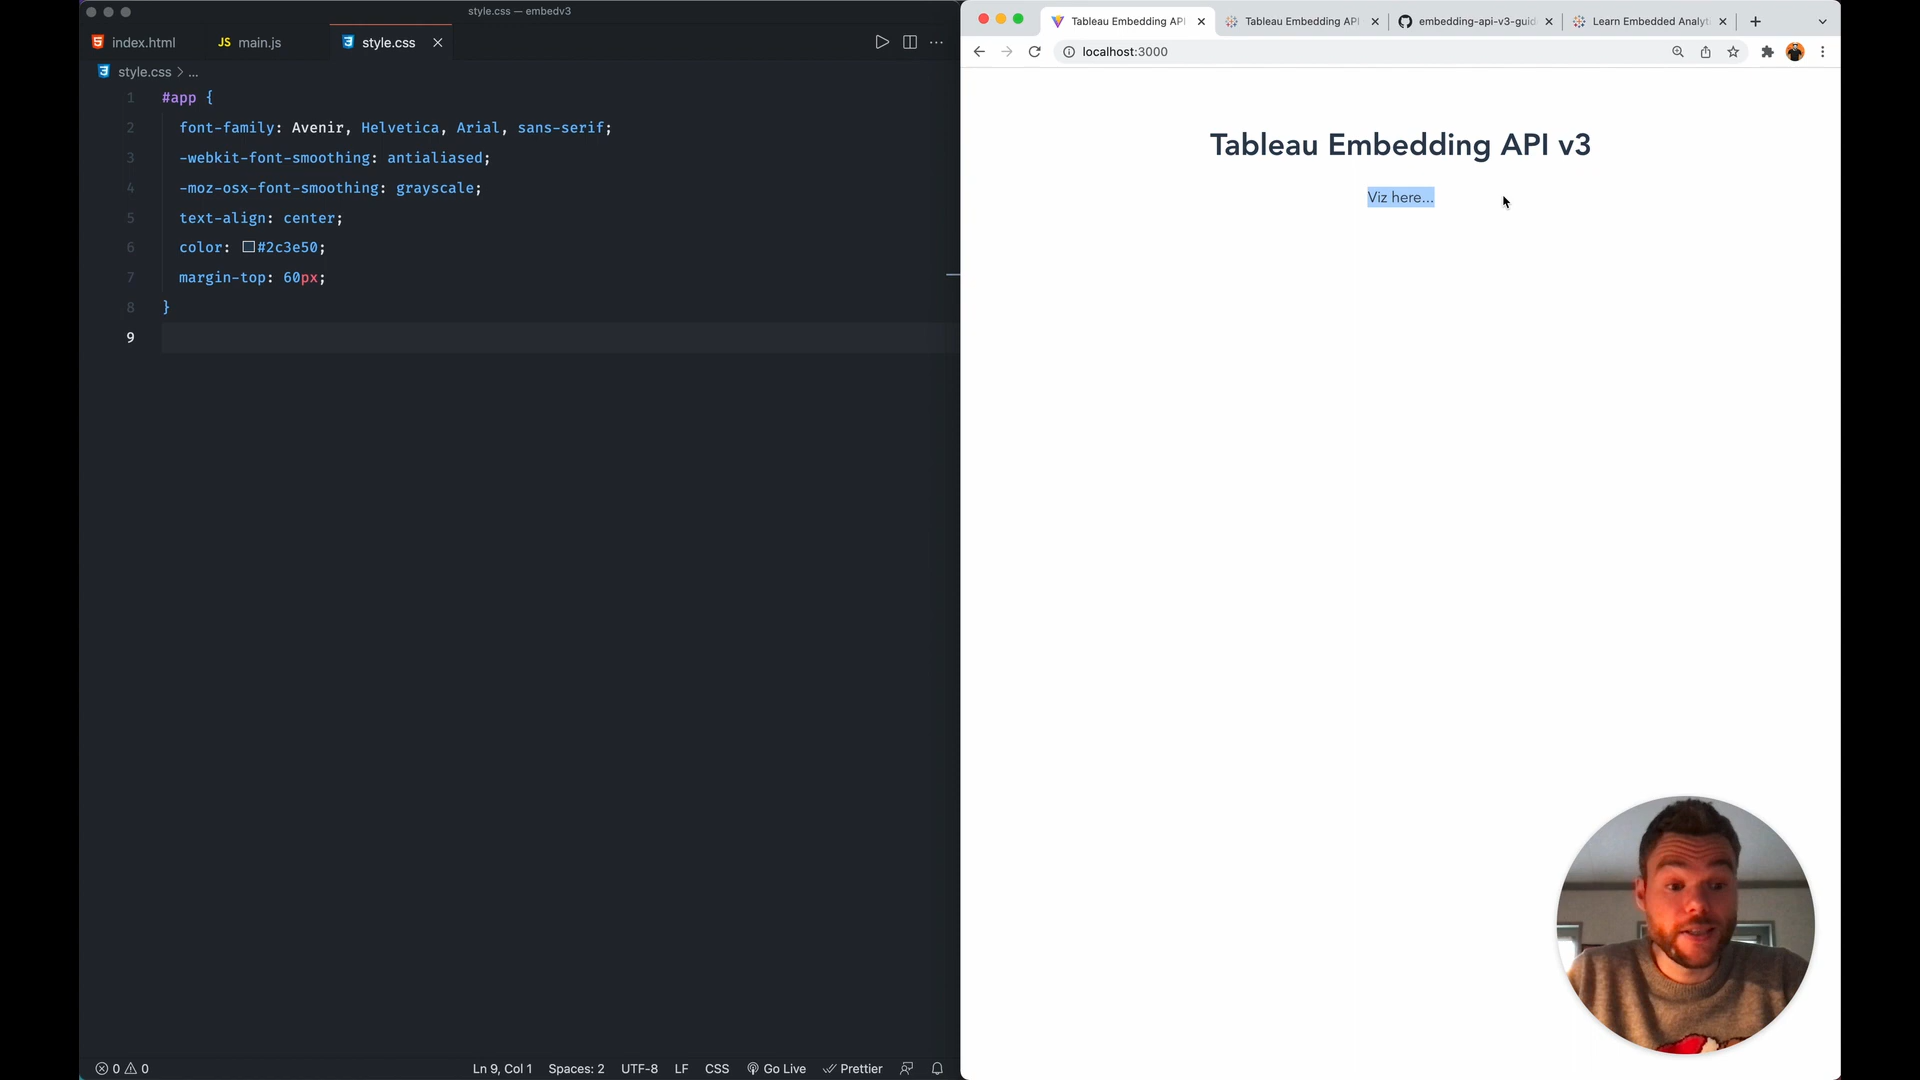 style.css — embedv3
index.html
JS main.js
style.css
style.css > ...
1 #app {
2 font-family: Avenir, Helvetica, Arial, sans-serif;
3 -webkit-font-smoothing: antialiased;
4 -moz-osx-font-smoothing: grayscale;
5 text-align: center;
6 color: #2c3e50;
7 margin-top: 60px;
8 }
9
0 0
Ln 9, Col 1 Spaces: 2 UTF-8 LF CSS Go Live Prettier
Tableau Embedding API
Tableau Embedding API
embedding-api-v3-guid
Learn Embedded Analyt
localhost:3000
Tableau Embedding API v3
Viz here...